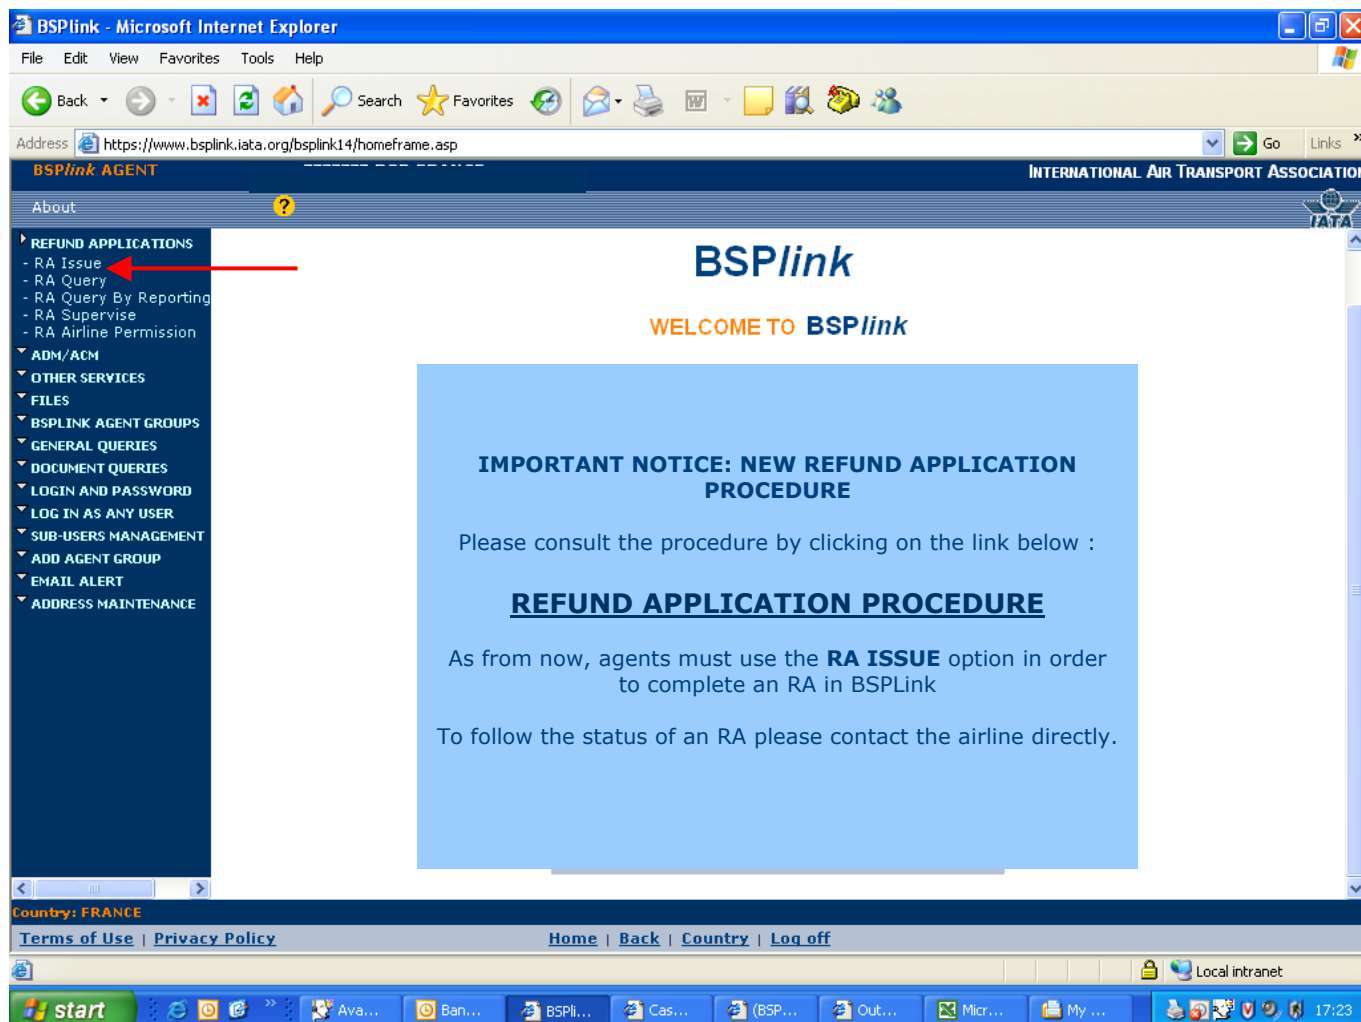 BSPlink - Microsoft Internet Explorer
File Edit View Favorites Tools Help
Back Search Favorites
Address https://www.bsplink.iata.org/bsplink14/homeframe.asp Go Links »
BSPlink AGENT INTERNATIONAL AIR TRANSPORT ASSOCIATION
About ?
IATA
REFUND APPLICATIONS
- RA Issue
- RA Query
- RA Query By Reporting
- RA Supervise
- RA Airline Permission
ADM/ACM
OTHER SERVICES
FILES
BSPLINK AGENT GROUPS
GENERAL QUERIES
DOCUMENT QUERIES
LOGIN AND PASSWORD
LOG IN AS ANY USER
SUB-USERS MANAGEMENT
ADD AGENT GROUP
EMAIL ALERT
ADDRESS MAINTENANCE
BSPlink
WELCOME TO BSPlink
IMPORTANT NOTICE: NEW REFUND APPLICATION
PROCEDURE
Please consult the procedure by clicking on the link below :
REFUND APPLICATION PROCEDURE
As from now, agents must use the RA ISSUE option in order
to complete an RA in BSPLink
To follow the status of an RA please contact the airline directly.
Country: FRANCE
Terms of Use | Privacy Policy Home | Back | Country | Log off
Local intranet
start » Ava... Ban... BSPli... Cas... (BSP... Out... Micr... My ... 17:23